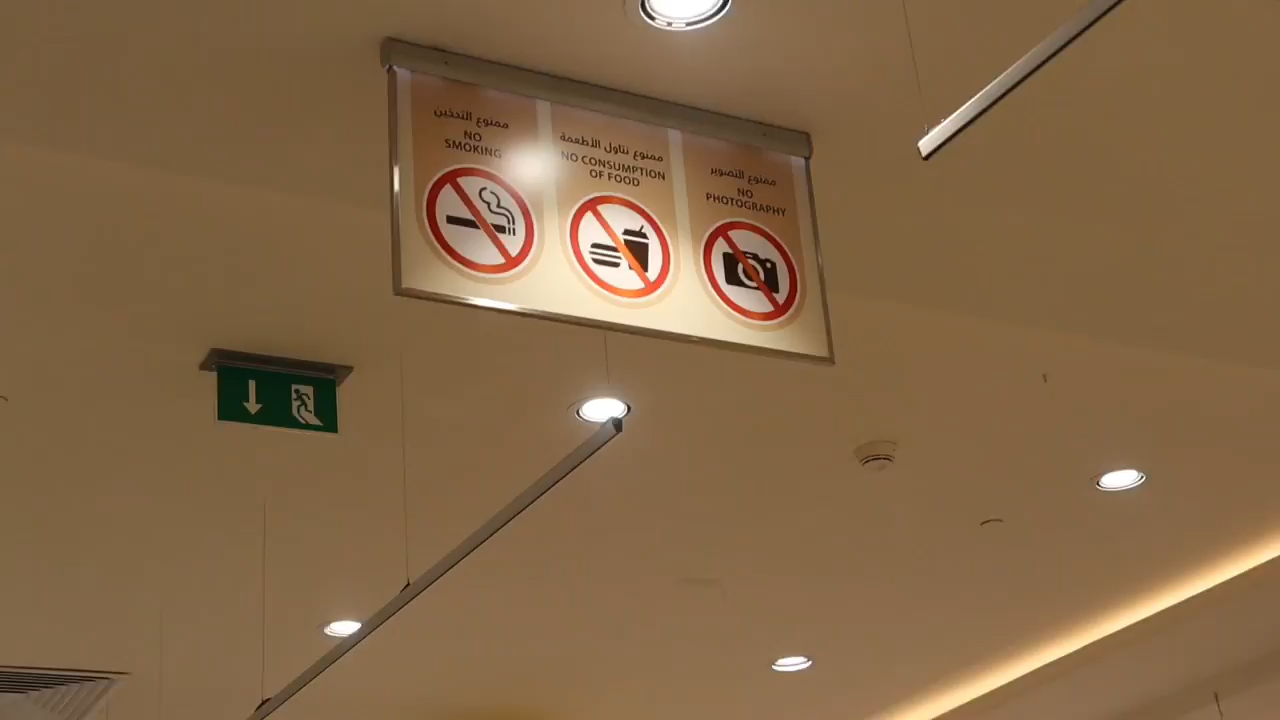 ممنوع التدخين
NO
SMOKING
ممنوع تناول الأطعمة
NO CONSUMPTION
OF FOOD
ممنوع التصوير
NO
PHOTOGRAPHY